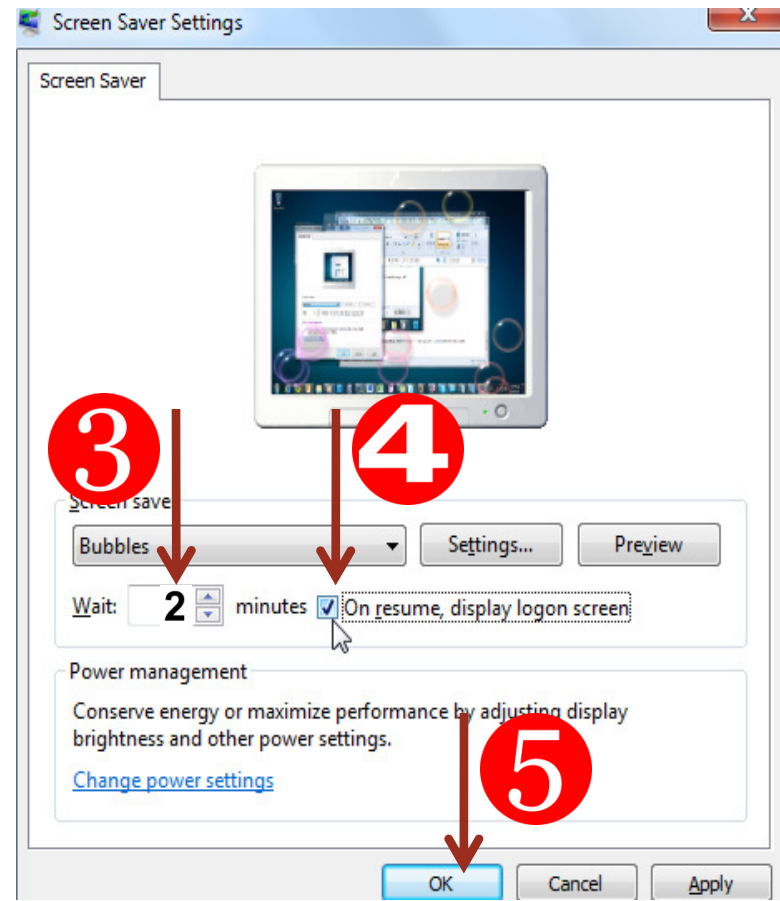 Screen Saver Settings
X
Screen Saver
3
4
Screen save
Bubbles Settings... Preview
Wait: 2 minutes On resume, display logon screen
Power management
Conserve energy or maximize performance by adjusting display
brightness and other power settings.
5
Change power settings
OK Cancel Apply